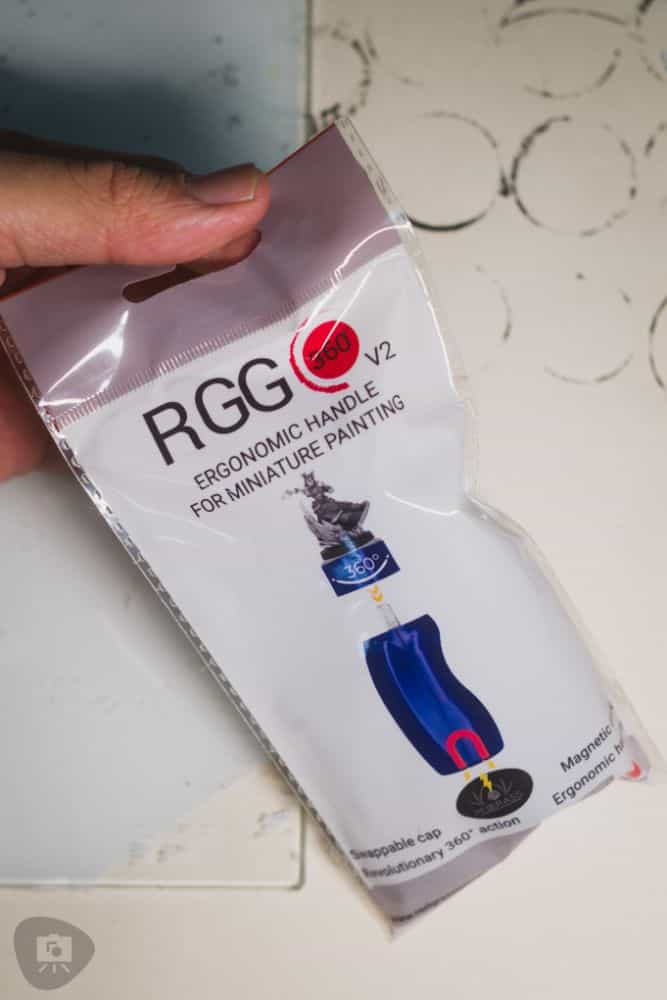 RGG 360° V2
ERGONOMIC HANDLE
FOR MINIATURE PAINTING
360°
Swappable cap
Revolutionary 360° action
Magnetic
Ergonomic